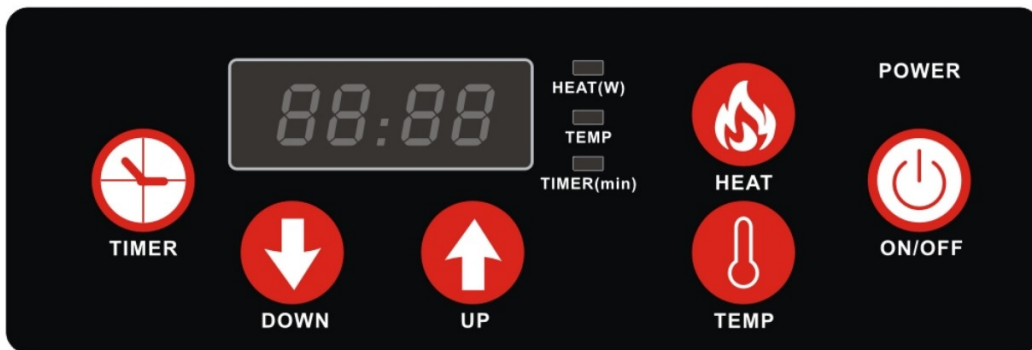 88:88
HEAT(W)
TEMP
TIMER(min)
POWER
TIMER
DOWN
UP
HEAT
TEMP
ON/OFF